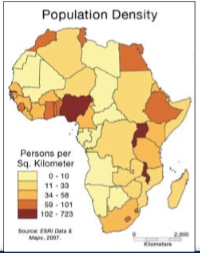 Population Density
Persons per
Sq. Kilometer
0 - 10
11 - 33
34 - 58
59 - 101
102 - 723
Source: ESRI Data &
Maps, 2007.
0 2,000
Kilometers